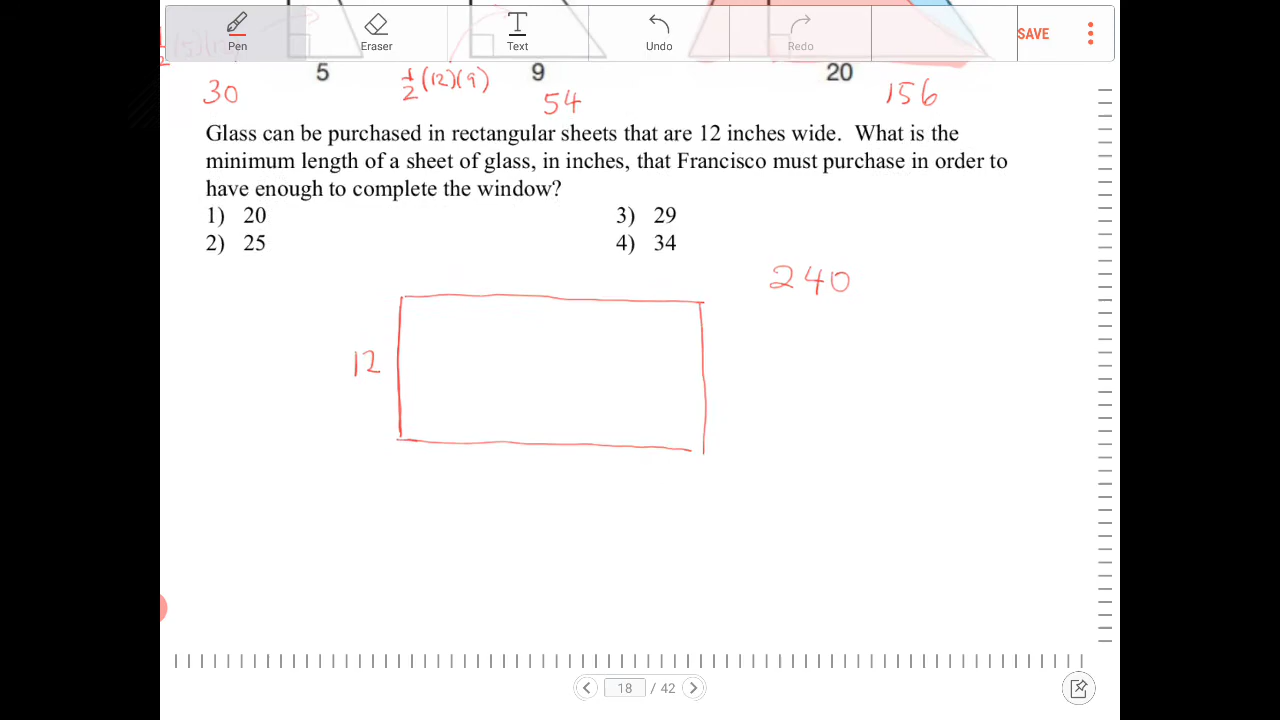 Pen
Eraser
Text
Undo
Redo
SAVE
5
9
20
30
1/2 (12)(9)
54
156
Glass can be purchased in rectangular sheets that are 12 inches wide. What is the
minimum length of a sheet of glass, in inches, that Francisco must purchase in order to
have enough to complete the window?
1) 20
3) 29
2) 25
4) 34
240
12
18 / 42